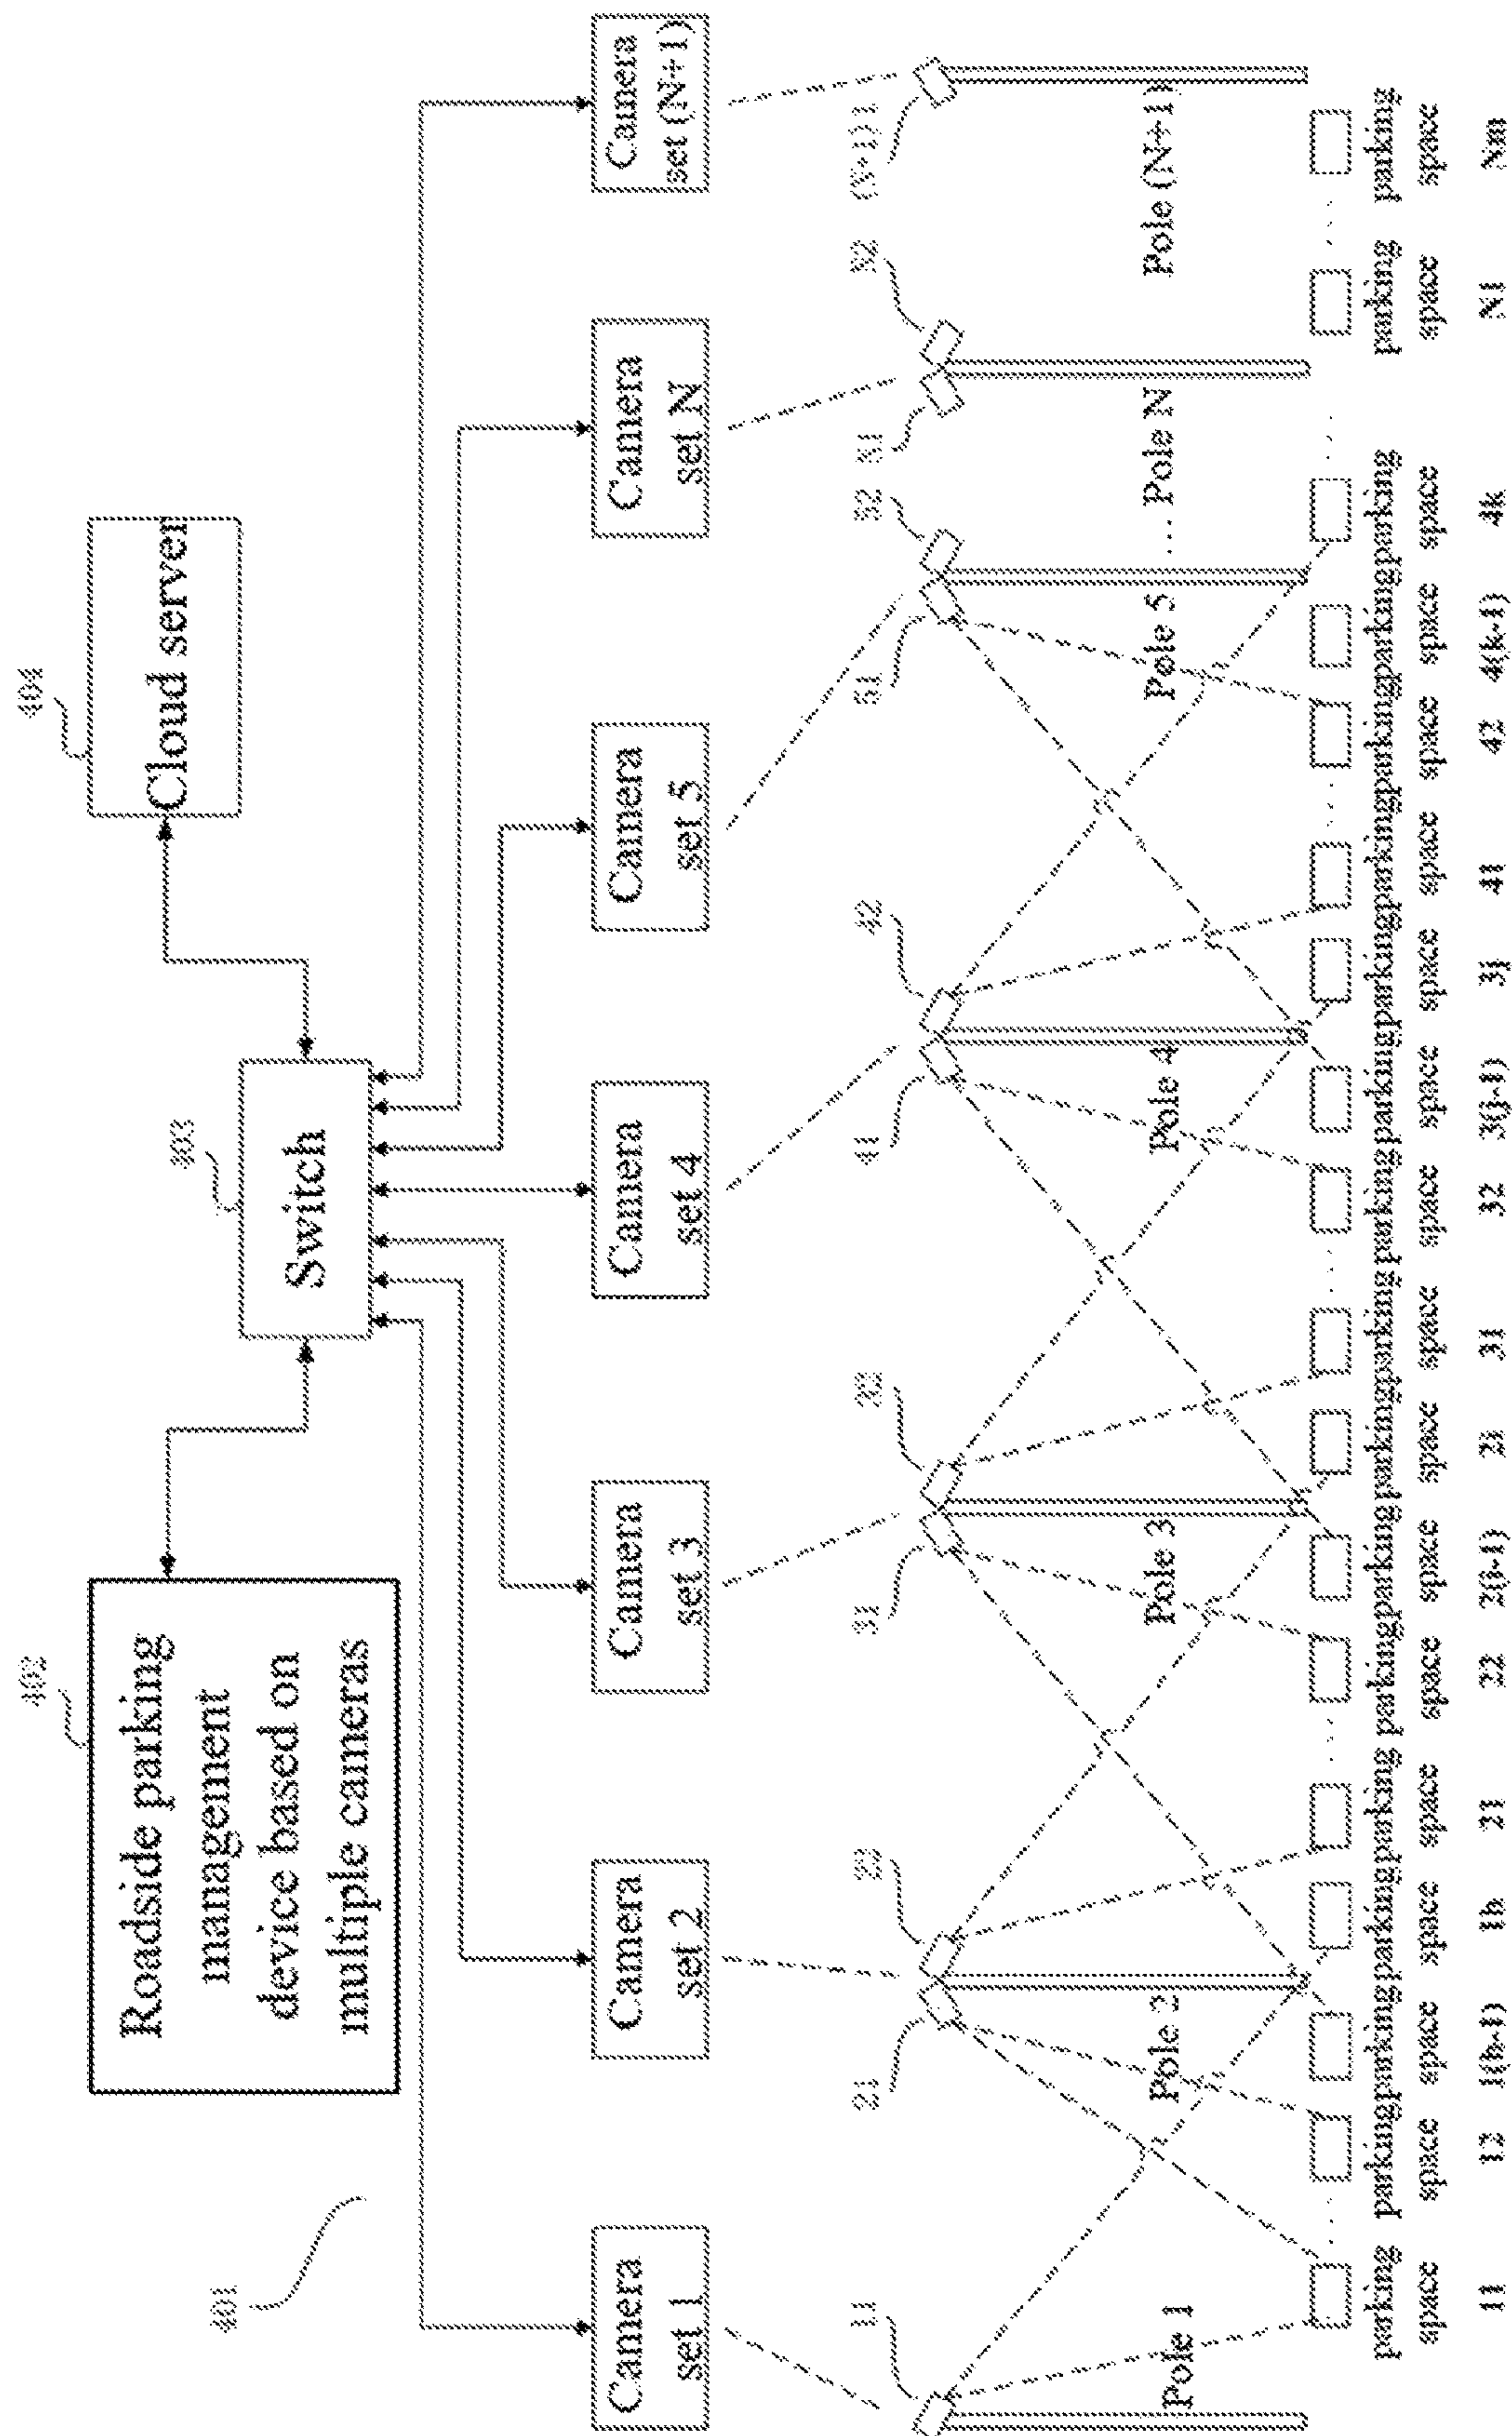 402
404
Roadside parking
management
device based on
multiple cameras
Cloud server
403
Switch
401
Camera
set 1
Camera
set 2
Camera
set 3
Camera
set 4
Camera
set 5
Camera
set N
Camera
set (N+1)
11
21
22
31
32
41
42
51
52
N1
N2
(N+1)1
Pole 1
Pole 2
Pole 3
Pole 4
Pole 5
... Pole N
Pole (N+1)
parking
space
11
parking
space
12
parking
space
1(h-1)
parking
space
1h
parking
space
21
parking
space
22
parking
space
2(i-1)
parking
space
2i
parking
space
31
parking
space
32
parking
space
3(j-1)
parking
space
3j
parking
space
41
parking
space
42
parking
space
4(k-1)
parking
space
4k
parking
space
N1
parking
space
Nm